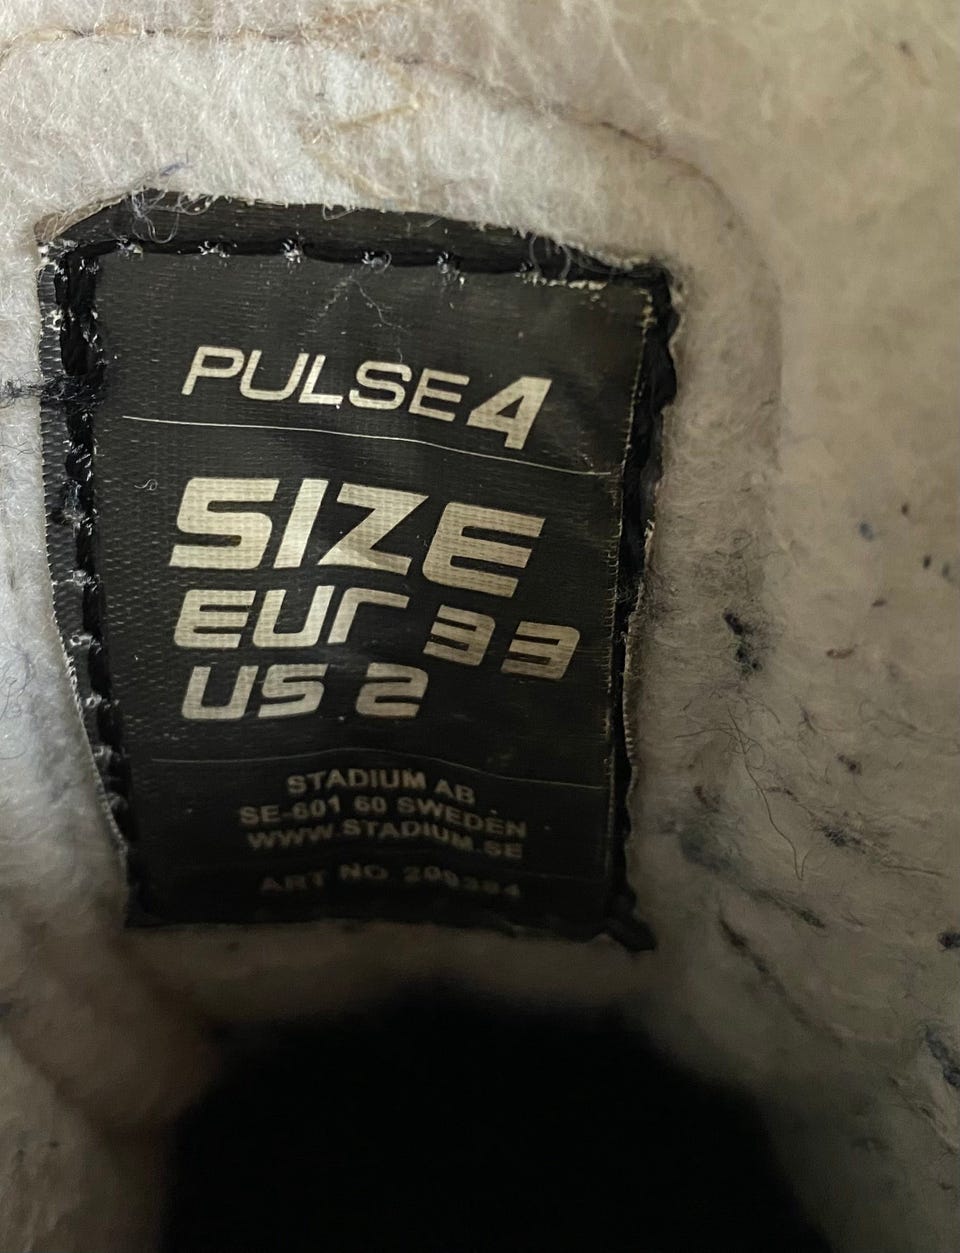 PULSE4
SIZE
EUR 33
US 2
STADIUM AB
SE-601 60 SWEDEN
WWW.STADIUM.SE
ART NO